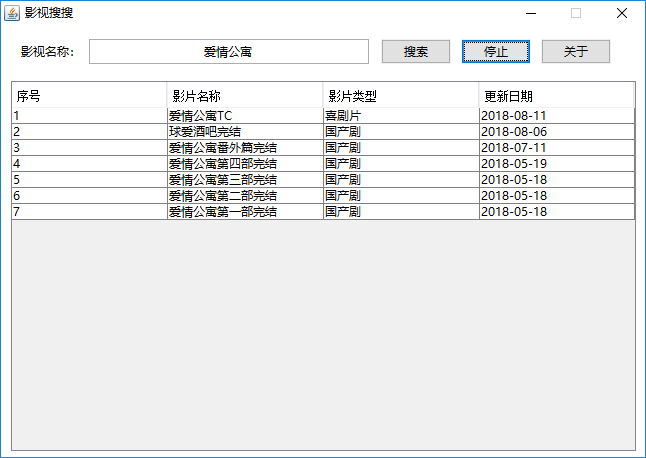 影视搜搜
影视名称： 爱情公寓 搜索 停止 关于
序号 影片名称 影片类型 更新日期
1 爱情公寓TC 喜剧片 2018-08-11
2 球爱酒吧完结 国产剧 2018-08-06
3 爱情公寓番外篇完结 国产剧 2018-07-11
4 爱情公寓第四部完结 国产剧 2018-05-19
5 爱情公寓第三部完结 国产剧 2018-05-18
6 爱情公寓第二部完结 国产剧 2018-05-18
7 爱情公寓第一部完结 国产剧 2018-05-18